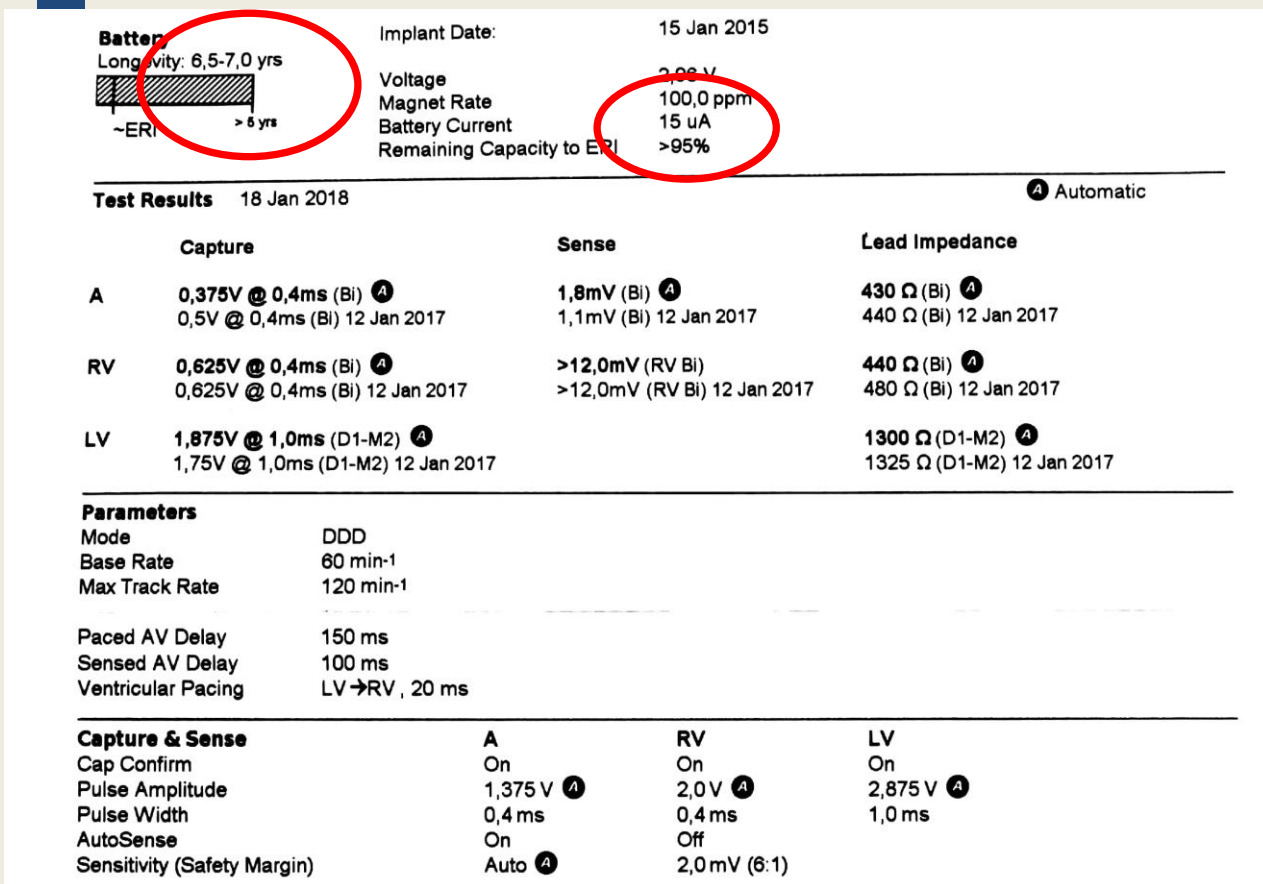 Battery
Longevity: 6,5-7,0 yrs
~ERI > 5 yrs
Implant Date: 15 Jan 2015
Voltage 2,96 V
Magnet Rate 100,0 ppm
Battery Current 15 uA
Remaining Capacity to ERI >95%
Test Results 18 Jan 2018 A Automatic
Capture Sense Lead Impedance
A 0,375V @ 0,4ms (Bi) A 1,8mV (Bi) A 430 Ω (Bi) A
0,5V @ 0,4ms (Bi) 12 Jan 2017 1,1mV (Bi) 12 Jan 2017 440 Ω (Bi) 12 Jan 2017
RV 0,625V @ 0,4ms (Bi) A >12,0mV (RV Bi) 440 Ω (Bi) A
0,625V @ 0,4ms (Bi) 12 Jan 2017 >12,0mV (RV Bi) 12 Jan 2017 480 Ω (Bi) 12 Jan 2017
LV 1,875V @ 1,0ms (D1-M2) A 1300 Ω (D1-M2) A
1,75V @ 1,0ms (D1-M2) 12 Jan 2017 1325 Ω (D1-M2) 12 Jan 2017
Parameters
Mode DDD
Base Rate 60 min-1
Max Track Rate 120 min-1
Paced AV Delay 150 ms
Sensed AV Delay 100 ms
Ventricular Pacing LV→RV , 20 ms
Capture & Sense A RV LV
Cap Confirm On On On
Pulse Amplitude 1,375 V A 2,0 V A 2,875 V A
Pulse Width 0,4 ms 0,4 ms 1,0 ms
AutoSense On Off
Sensitivity (Safety Margin) Auto A 2,0 mV (6:1)